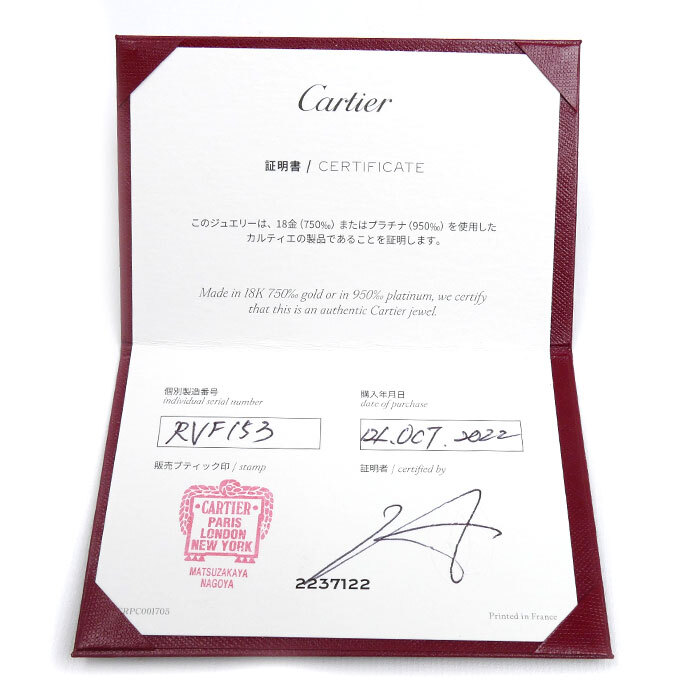 Cartier
証明書 / CERTIFICATE
このジュエリーは、18金（750‰）またはプラチナ（950‰）を使用した
カルティエの製品であることを証明します。
Made in 18K 750‰ gold or in 950‰ platinum, we certify
that this is an authentic Cartier jewel.
個別製造番号
individual serial number
RVF153
購入年月日
date of purchase
OCT. 2022
販売ブティック印 / stamp
証明者 / certified by
CARTIER
PARIS
LONDON
NEW YORK
MATSUZAKAYA
NAGOYA
2237122
RPC001705
Printed in France